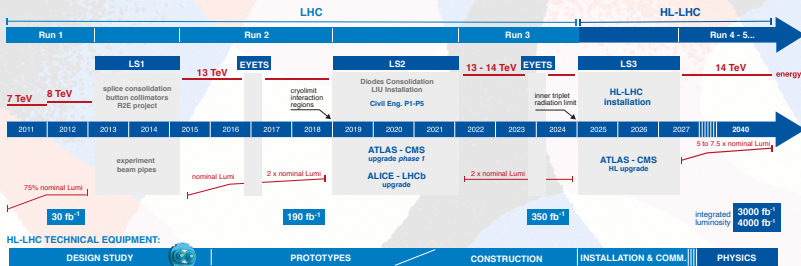 LHC
HL-LHC
Run 1
Run 2
Run 3
Run 4 - 5...
LS1
EYETS
LS2
EYETS
LS3
7 TeV
8 TeV
13 TeV
13 - 14 TeV
14 TeV
energy
splice consolidation
button collimators
R2E project
cryolimit
interaction
regions
Diodes Consolidation
LIU Installation
Civil Eng. P1-P5
inner triplet
radiation limit
HL-LHC
installation
2011 2012 2013 2014 2015 2016 2017 2018 2019 2020 2021 2022 2023 2024 2025 2026 2027 2040
experiment
beam pipes
ATLAS - CMS
upgrade phase 1
ALICE - LHCb
upgrade
ATLAS - CMS
HL upgrade
75% nominal Lumi
nominal Lumi
2 x nominal Lumi
2 x nominal Lumi
5 to 7.5 x nominal Lumi
30 fb-1
190 fb-1
350 fb-1
integrated
luminosity
3000 fb-1
4000 fb-1
HL-LHC TECHNICAL EQUIPMENT:
DESIGN STUDY
PROTOTYPES
CONSTRUCTION
INSTALLATION & COMM.
PHYSICS